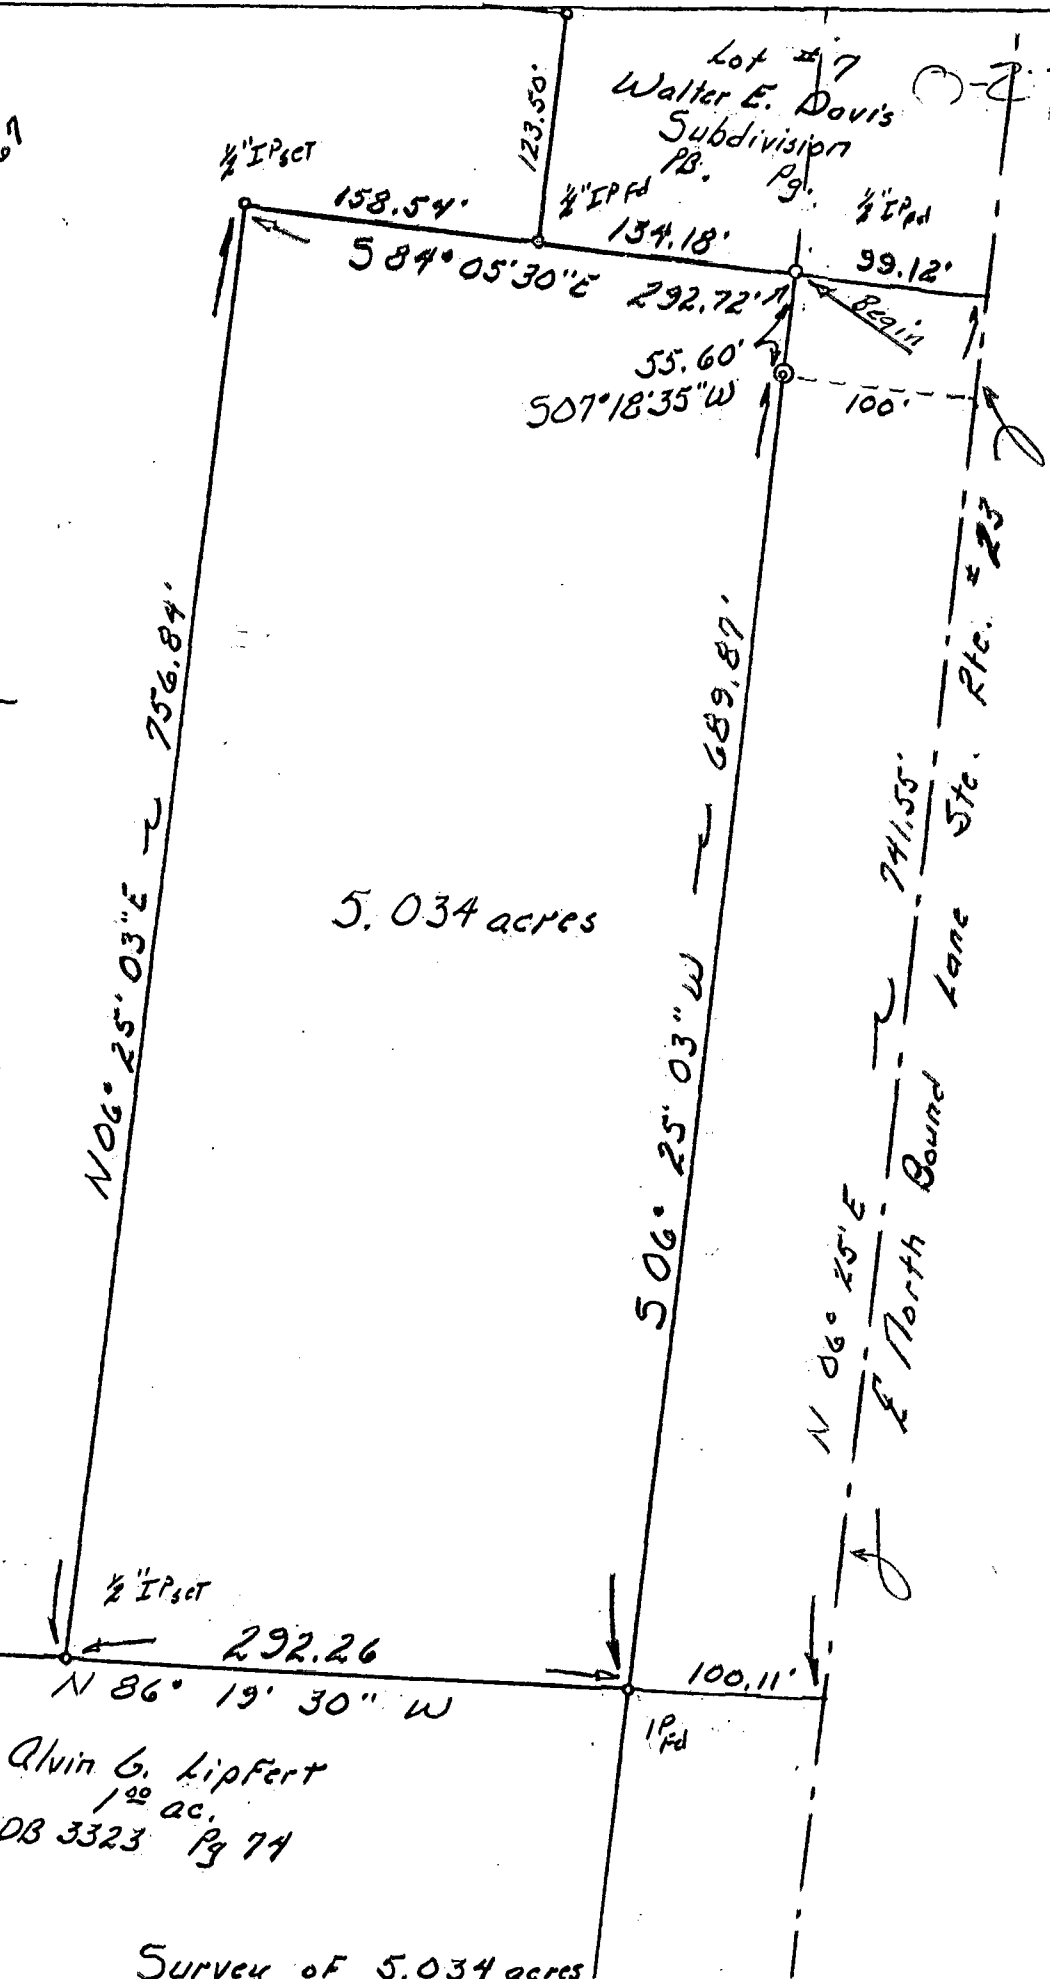 Lot # 7
Walter E. Davis
Subdivision
PB. Pg.
123.50'
½" IP SET
½" IP Fd
½" IP Fd
158.54'
134.18'
99.12'
S 84° 05' 30" E 292.72'
Begin
55.60'
S07° 18' 35" W
100'
N 06° 25' 03" E 756.84'
5.034 acres
S 06° 25' 03" W 689.87'
N 06° 25' E 741.55'
℄ North Bound Lane Ste. Rte. # 23
½" IP SET
292.26
N 86° 19' 30" W
100.11'
IP Fd
Alvin G. Lipfert
1 00 ac.
DB 3323 Pg 74
Survey of 5.034 acres